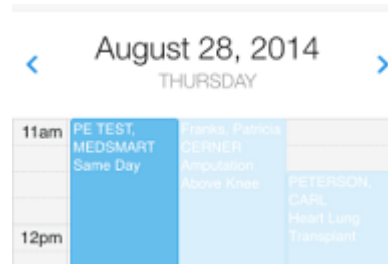 August 28, 2014
THURSDAY
11am
PE TEST,
MEDSMART
Same Day
Franks, Patricia
CERNER
Amputation
Above Knee
PETERSON,
CARL
Heart Lung
Transplant
12pm